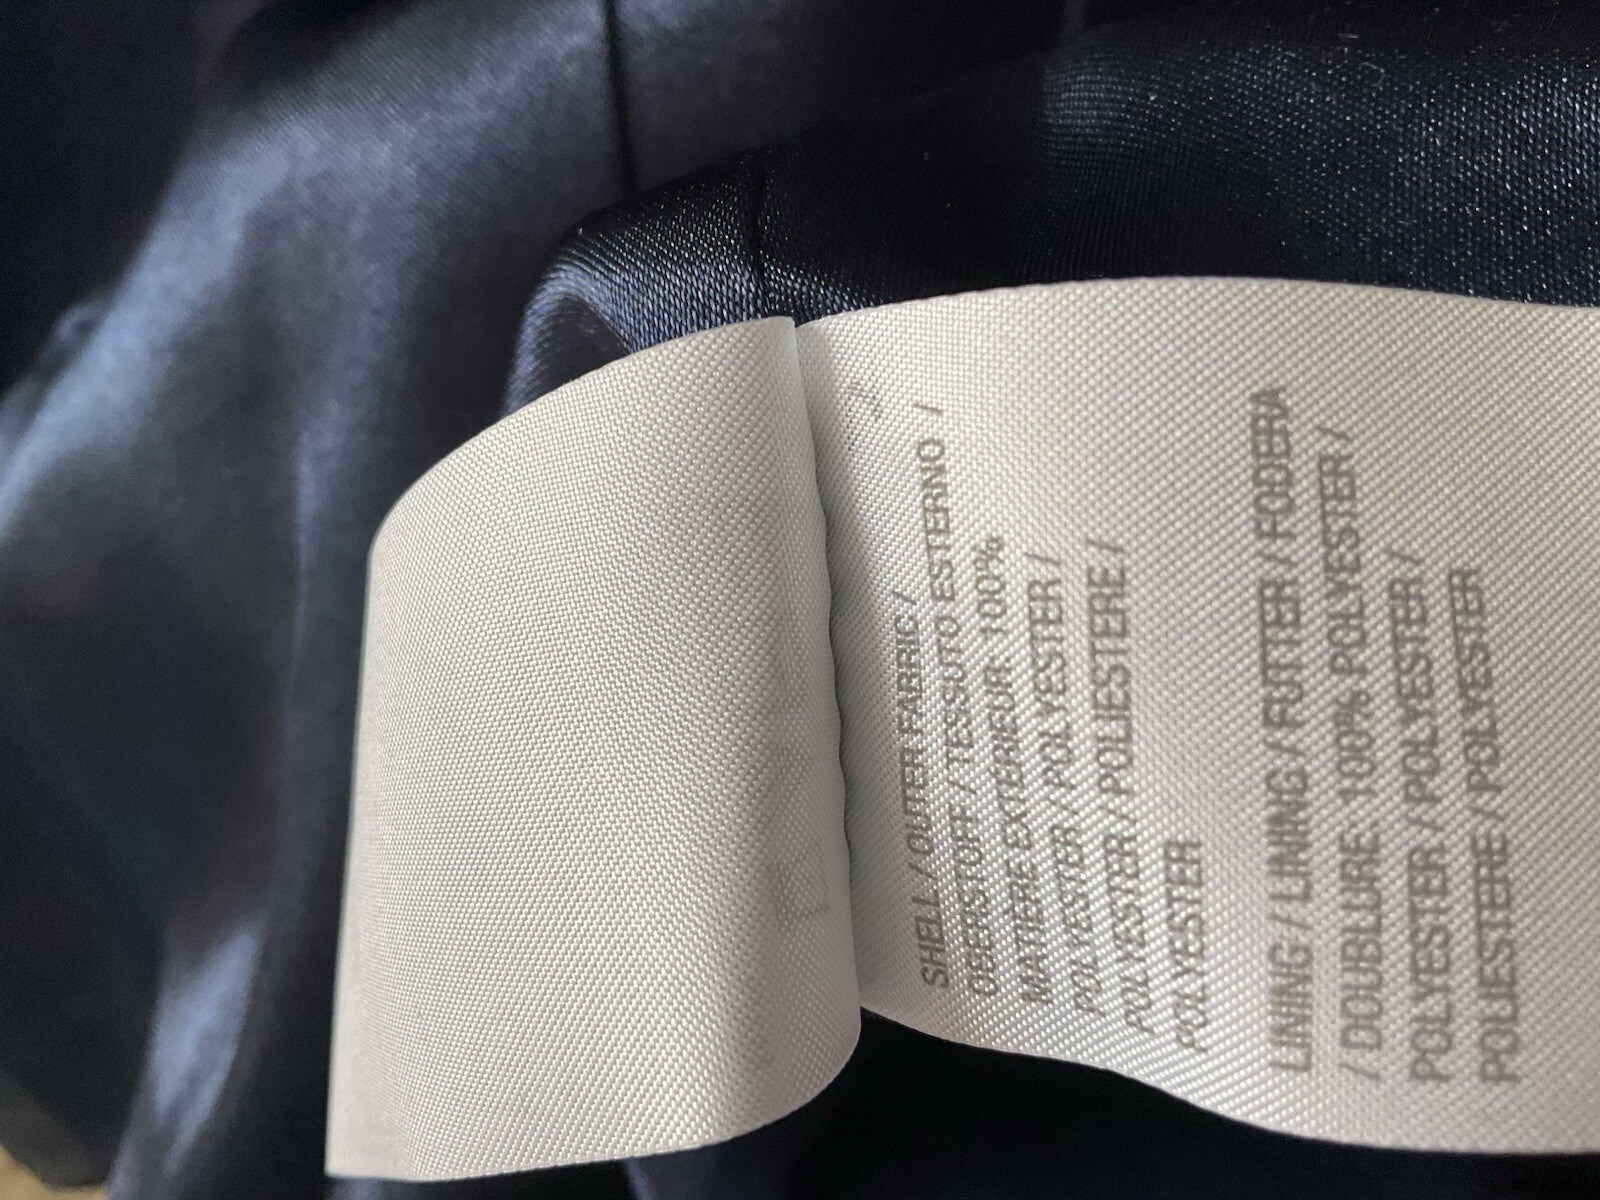 SHELL / OUTER FABRIC /
OBERSTOFF / TESSUTO ESTERNO /
MATIERE EXTERIEUR: 100%
POLYESTER / POLYESTER /
POLYESTER / POLIESTERE /
POLYESTER
LINING / LINING / FUTTER / FODERA
/ DOUBLURE: 100% POLYESTER /
POLYESTER / POLYESTER /
POLIESTERE / POLYESTER